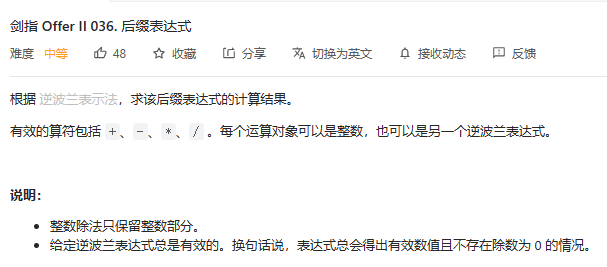 剑指 Offer II 036. 后缀表达式
难度 中等 48 收藏 分享 切换为英文 接收动态 反馈
根据 逆波兰表示法，求该后缀表达式的计算结果。
有效的算符包括 +、-、*、/ 。每个运算对象可以是整数，也可以是另一个逆波兰表达式。
说明：
• 整数除法只保留整数部分。
• 给定逆波兰表达式总是有效的。换句话说，表达式总会得出有效数值且不存在除数为 0 的情况。